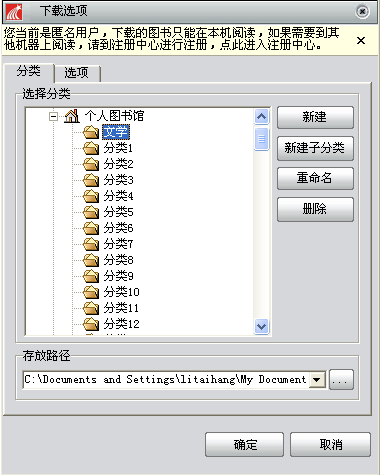 下载选项
您当前是匿名用户，下载的图书只能在本机阅读，如果需要到其
他机器上阅读，请到注册中心进行注册，点此进入注册中心。
分类 选项
选择分类
个人图书馆
文学
分类1
分类2
分类3
分类4
分类5
分类6
分类7
分类8
分类9
分类10
分类11
分类12
新建
新建子分类
重命名
删除
存放路径
C:\Documents and Settings\litaihang\My Document
...
确定 取消